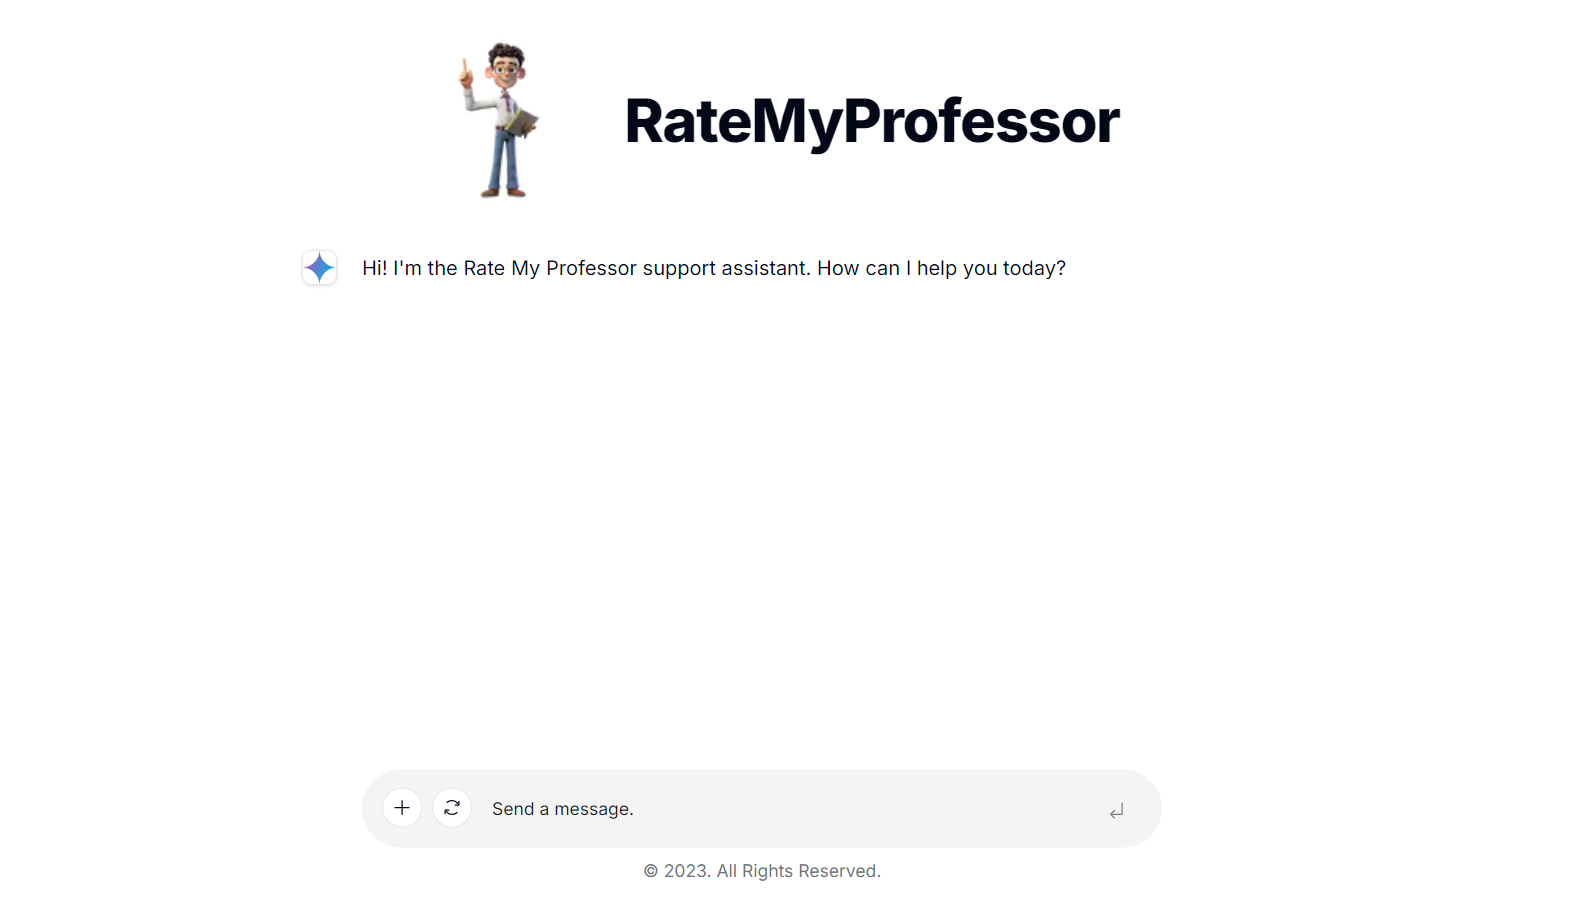 RateMyProfessor
Hi! I'm the Rate My Professor support assistant. How can I help you today?
Send a message.
© 2023. All Rights Reserved.